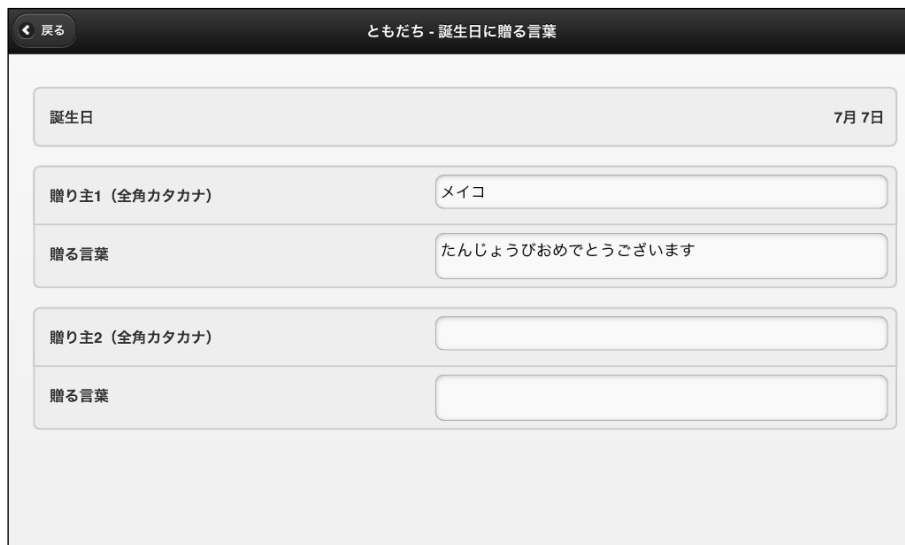 戻る
ともだち - 誕生日に贈る言葉
誕生日 7月 7日
贈り主1（全角カタカナ） メイコ
贈る言葉 たんじょうびおめでとうございます
贈り主2（全角カタカナ）
贈る言葉